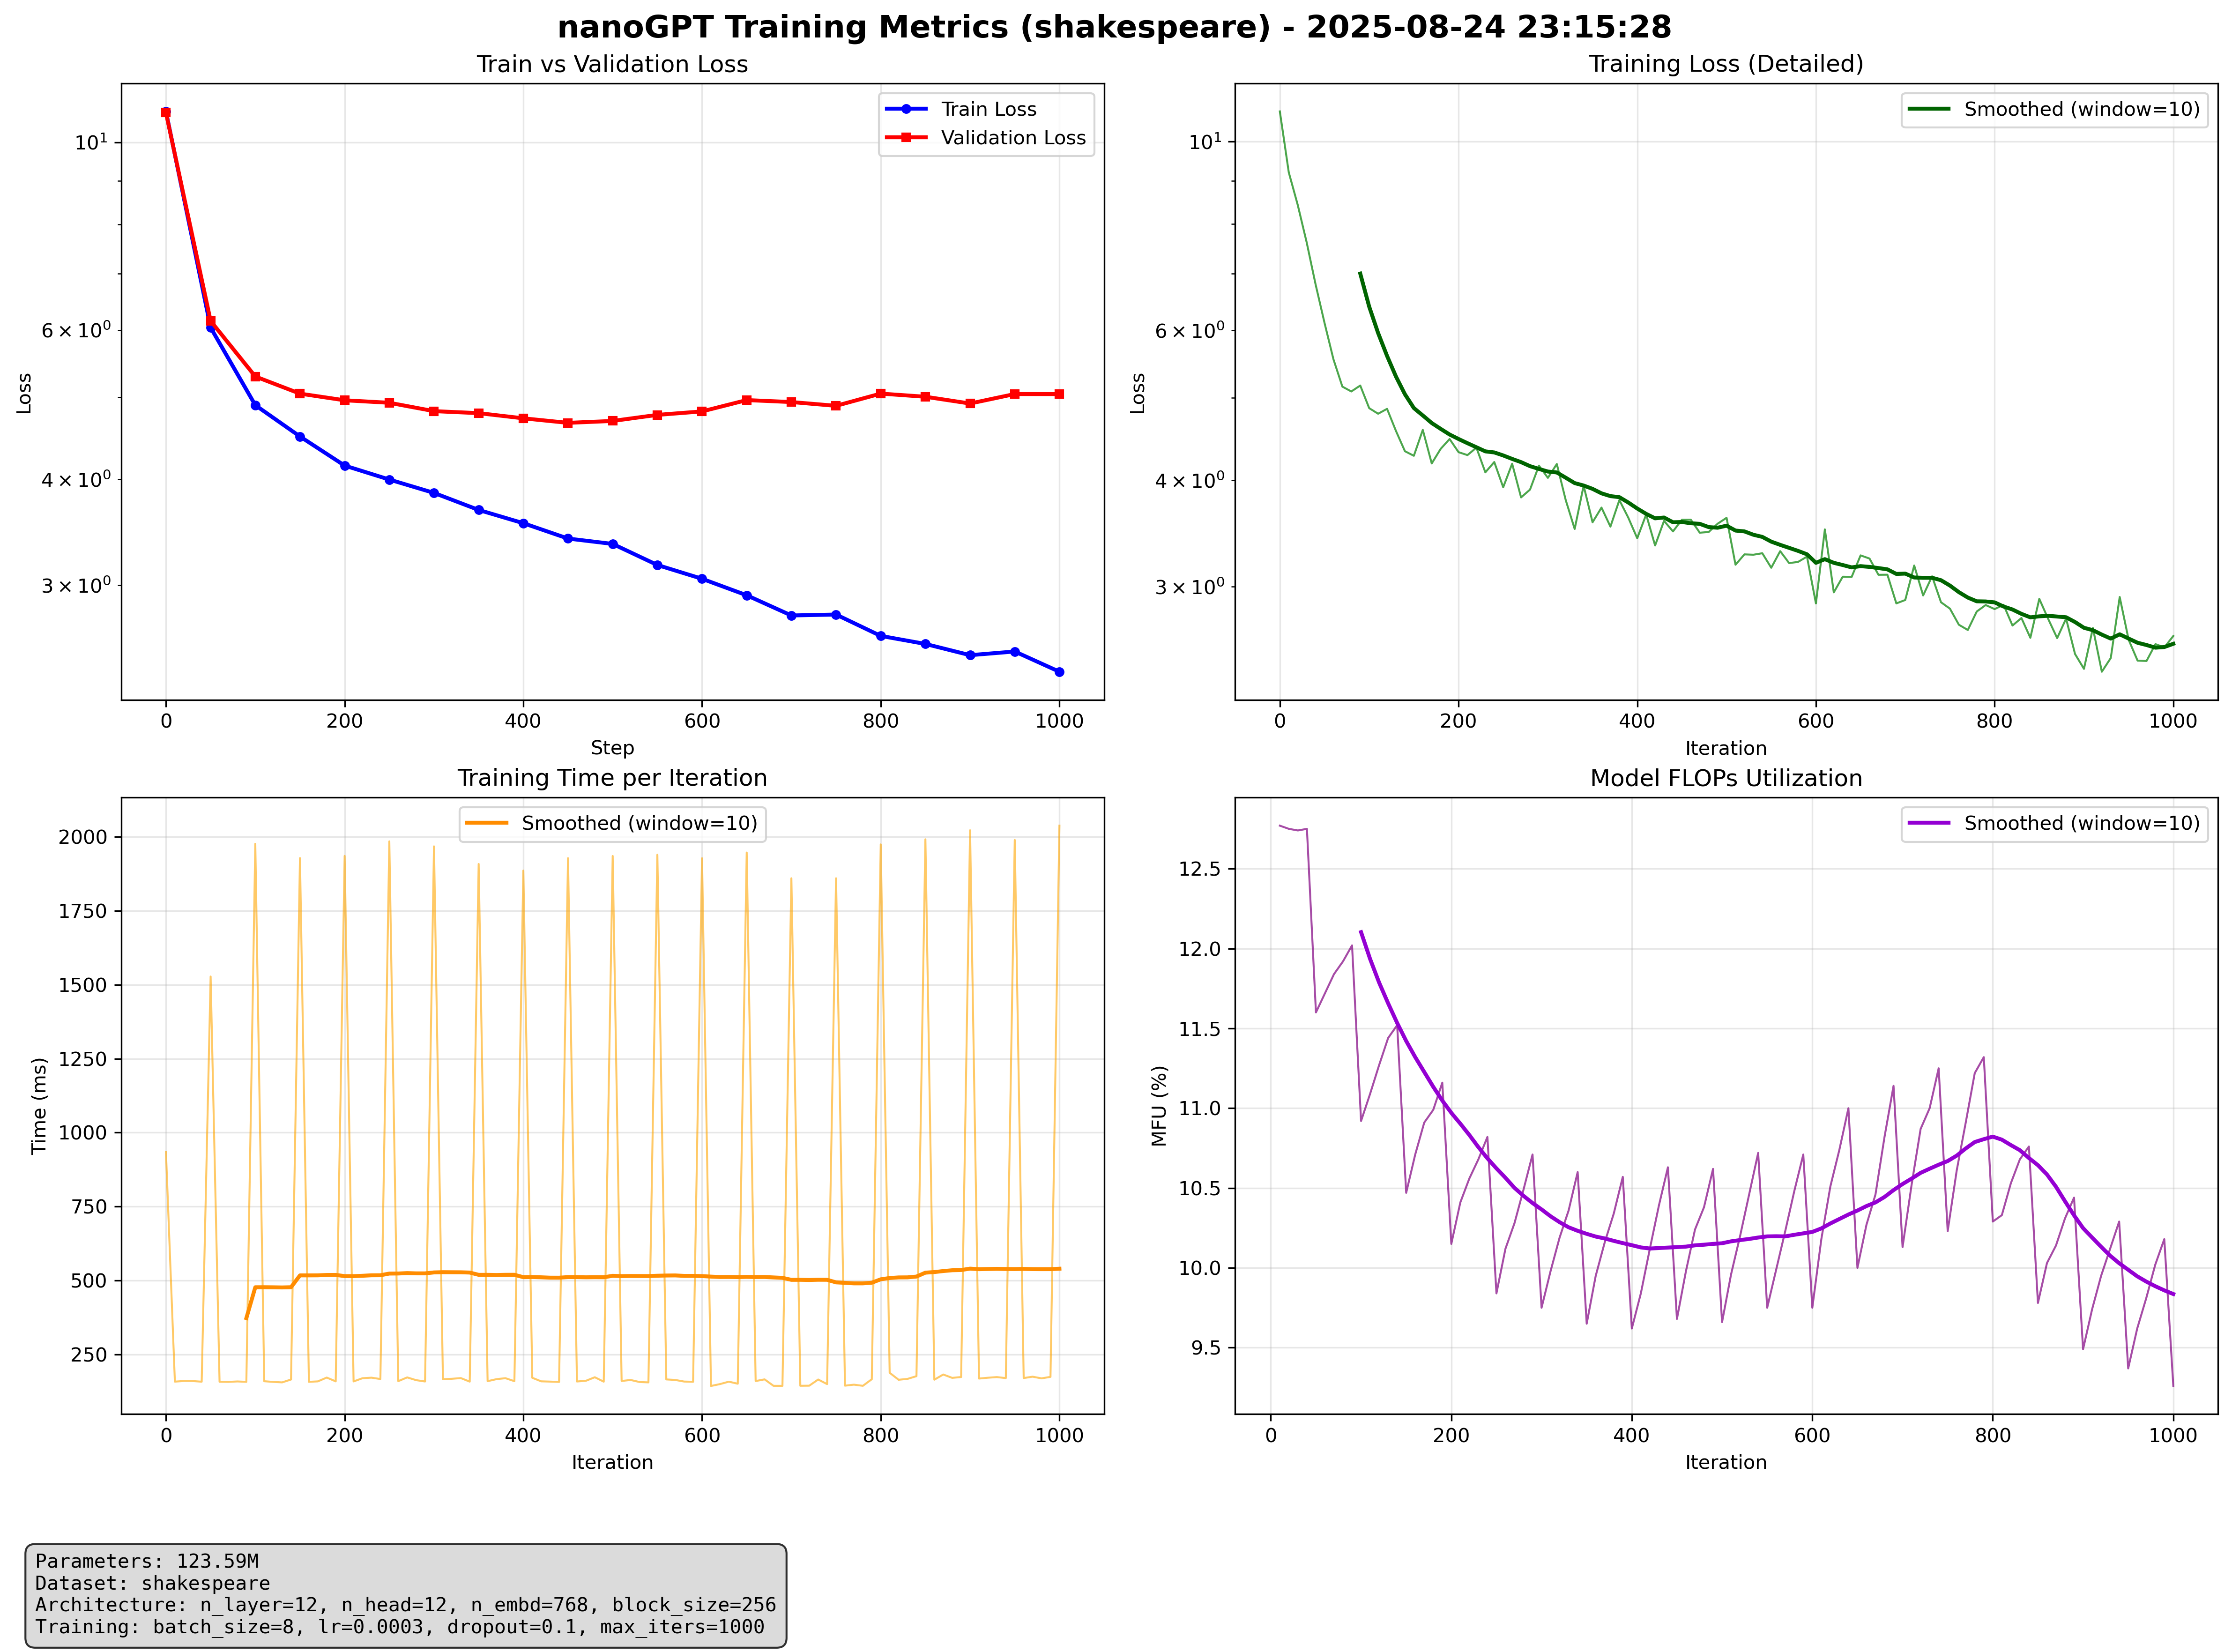 nanoGPT Training Metrics (shakespeare) - 2025-08-24 23:15:28
Train vs Validation Loss
Train Loss
Validation Loss
10¹
6 × 10⁰
4 × 10⁰
3 × 10⁰
Loss
0 200 400 600 800 1000
Step
Training Loss (Detailed)
Smoothed (window=10)
10¹
6 × 10⁰
4 × 10⁰
3 × 10⁰
Loss
0 200 400 600 800 1000
Iteration
Training Time per Iteration
Smoothed (window=10)
2000
1750
1500
1250
1000
750
500
250
Time (ms)
0 200 400 600 800 1000
Iteration
Model FLOPs Utilization
Smoothed (window=10)
12.5
12.0
11.5
11.0
10.5
10.0
9.5
MFU (%)
0 200 400 600 800 1000
Iteration
Parameters: 123.59M
Dataset: shakespeare
Architecture: n_layer=12, n_head=12, n_embd=768, block_size=256
Training: batch_size=8, lr=0.0003, dropout=0.1, max_iters=1000